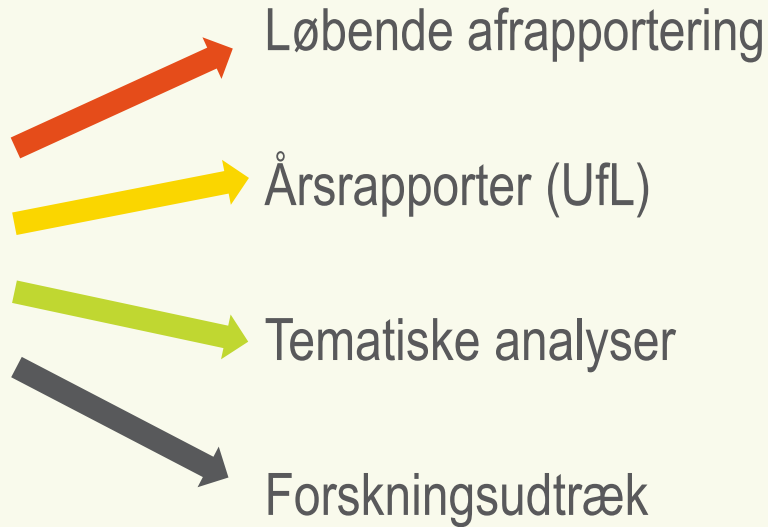 Løbende afrapportering
Årsrapporter (UfL)
Tematiske analyser
Forskningsudtræk